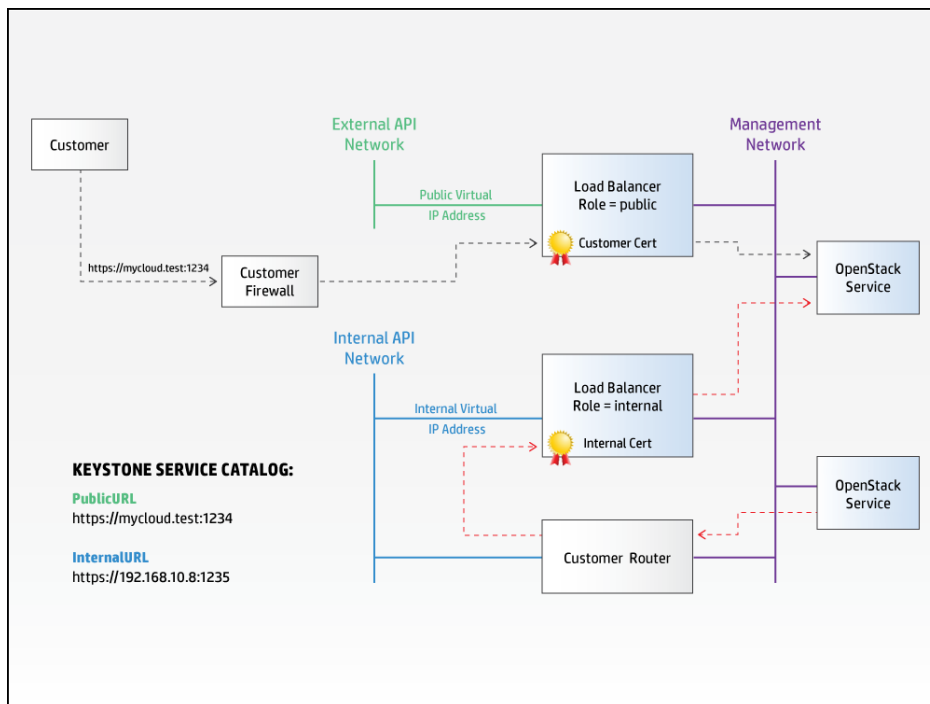 Customer
External API
Network
Management
Network
Public Virtual
IP Address
Load Balancer
Role = public
Customer Cert
https://mycloud.test:1234
Customer
Firewall
OpenStack
Service
Internal API
Network
Internal Virtual
IP Address
Load Balancer
Role = internal
Internal Cert
KEYSTONE SERVICE CATALOG:
PublicURL
https://mycloud.test:1234
InternalURL
https://192.168.10.8:1235
OpenStack
Service
Customer Router